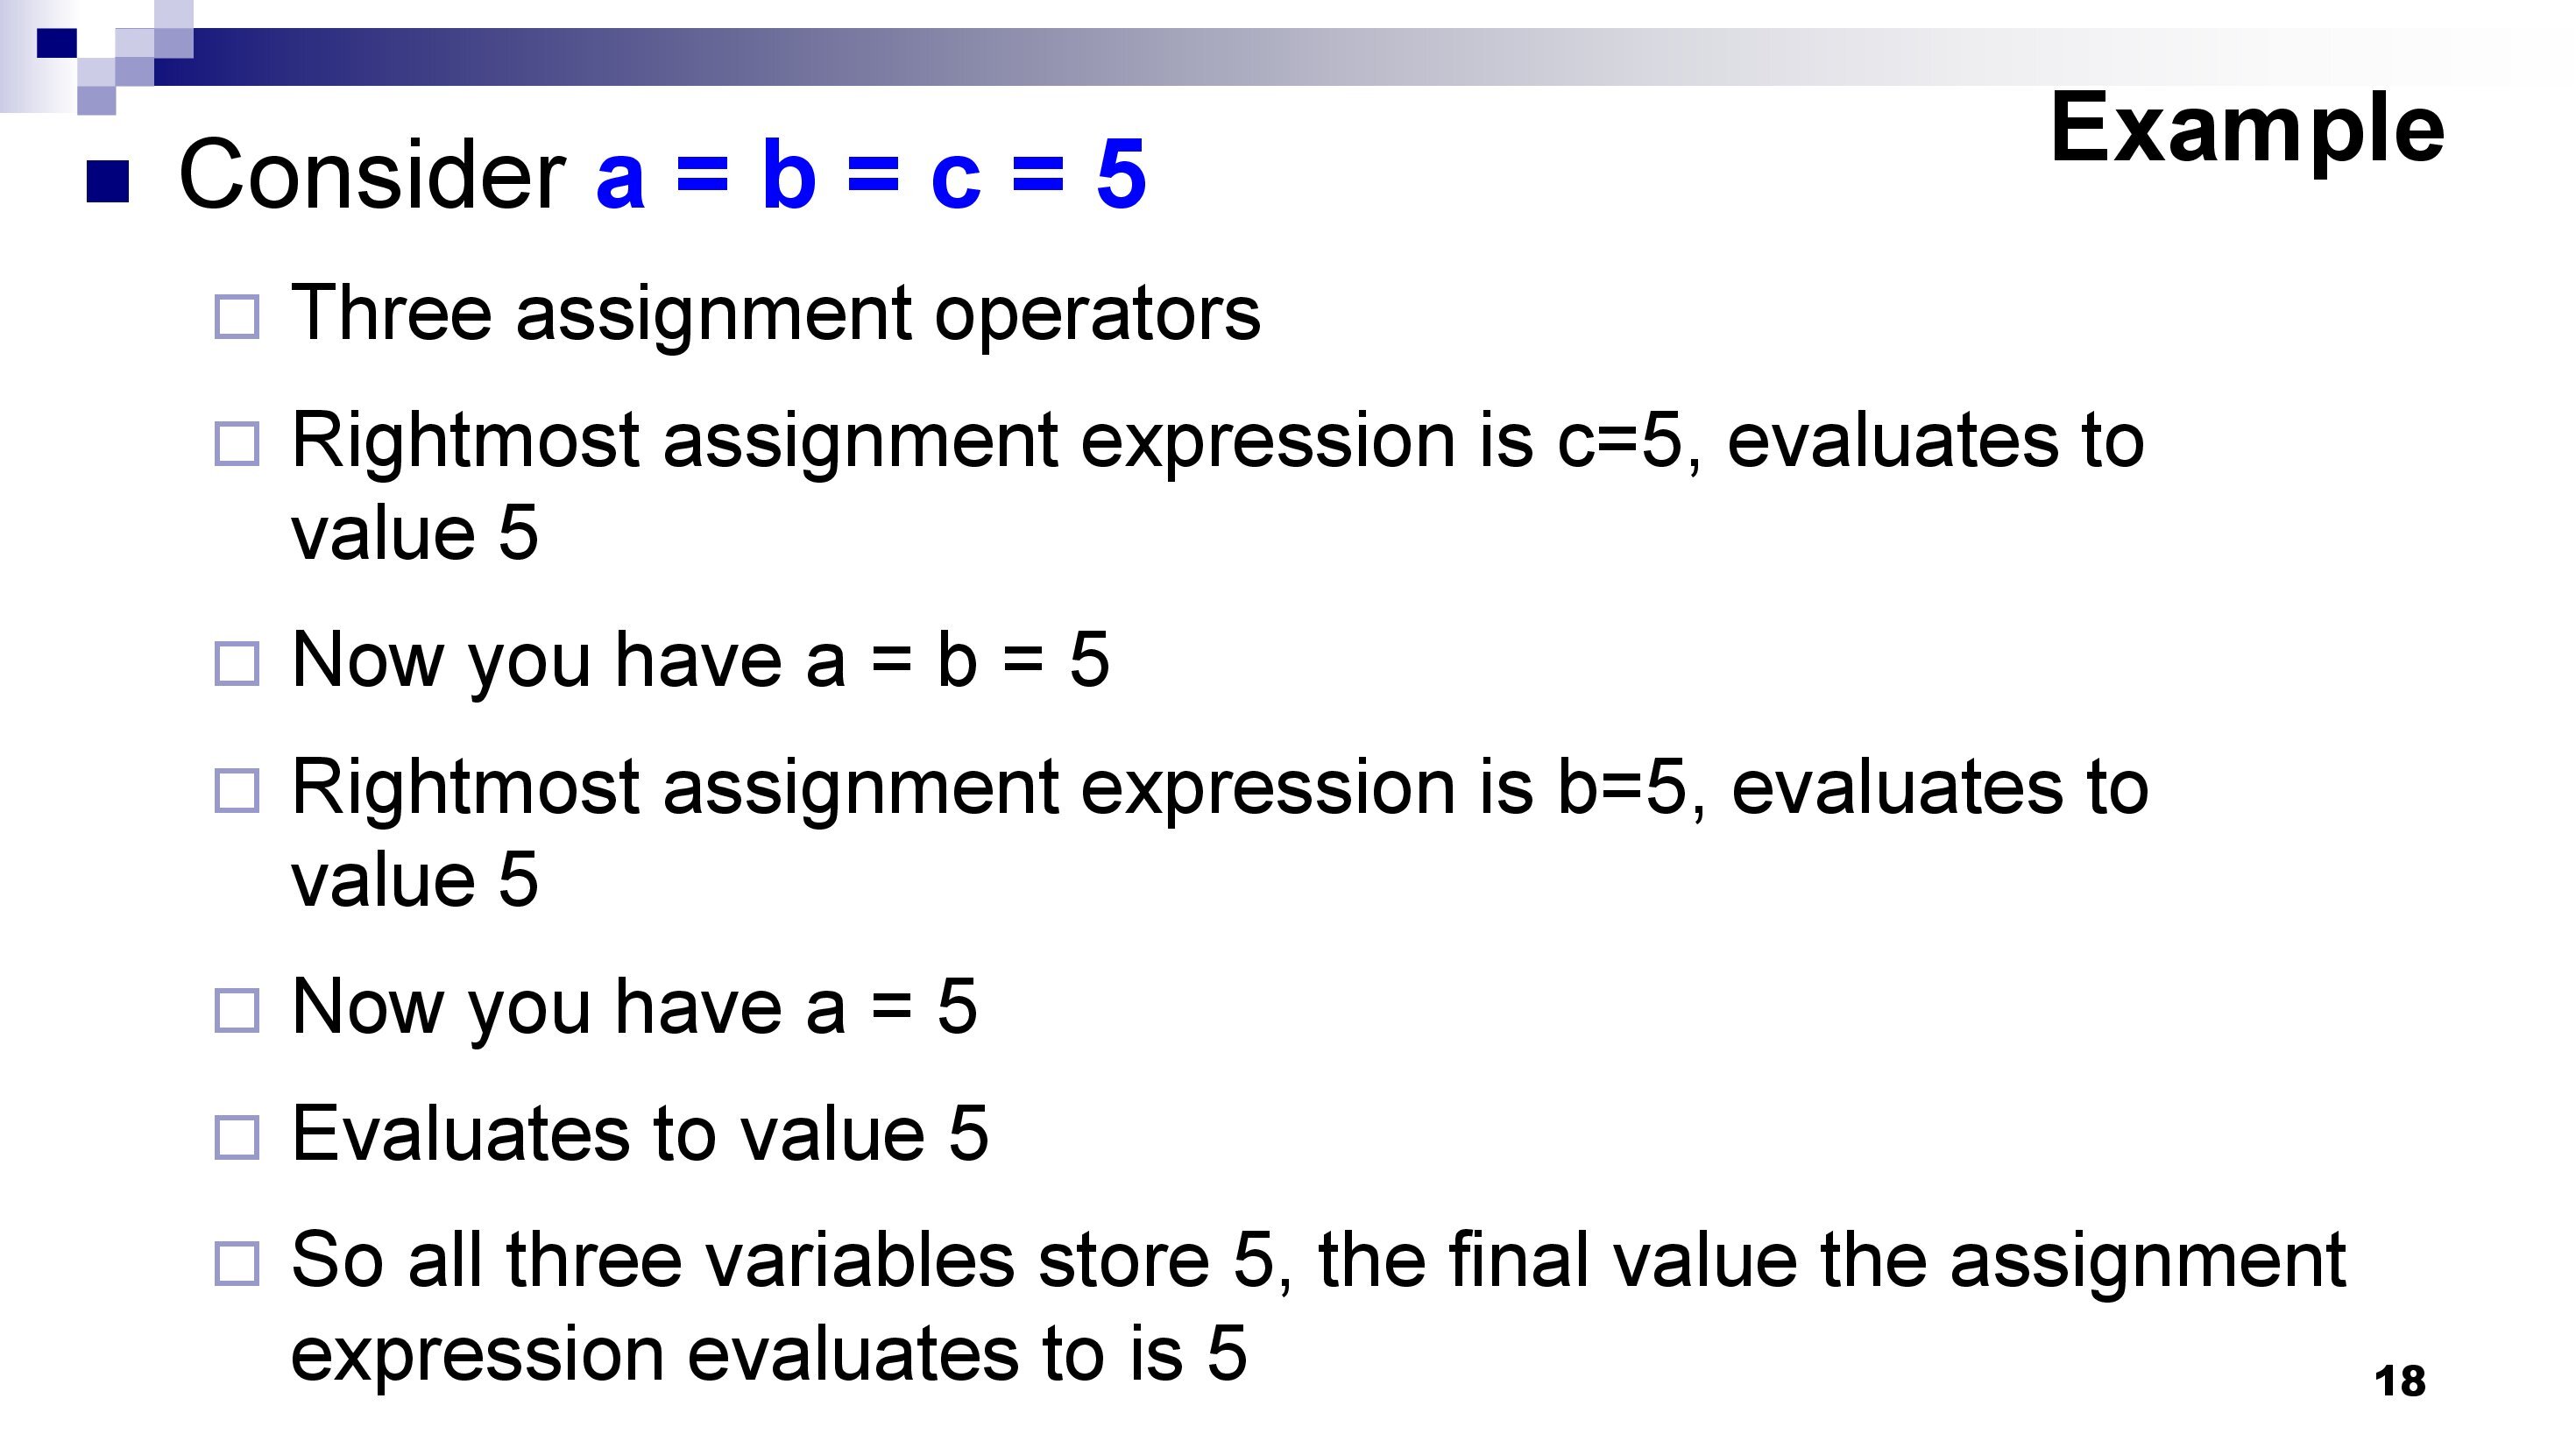 Example
Consider a = b = c = 5
Three assignment operators
Rightmost assignment expression is c=5, evaluates to
value 5
Now you have a = b = 5
Rightmost assignment expression is b=5, evaluates to
value 5
Now you have a = 5
Evaluates to value 5
So all three variables store 5, the final value the assignment
expression evaluates to is 5
18